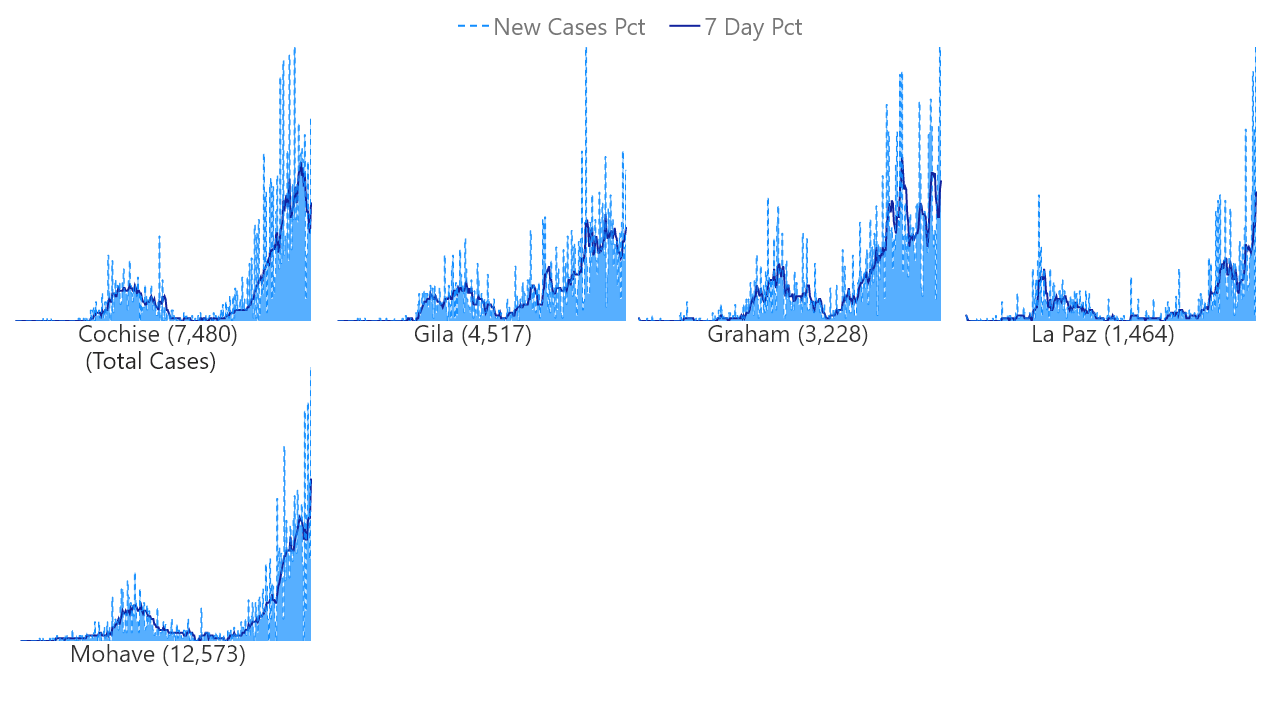 New Cases Pct 7 Day Pct
Cochise (7,480)
(Total Cases)
Gila (4,517)
Graham (3,228)
La Paz (1,464)
Mohave (12,573)